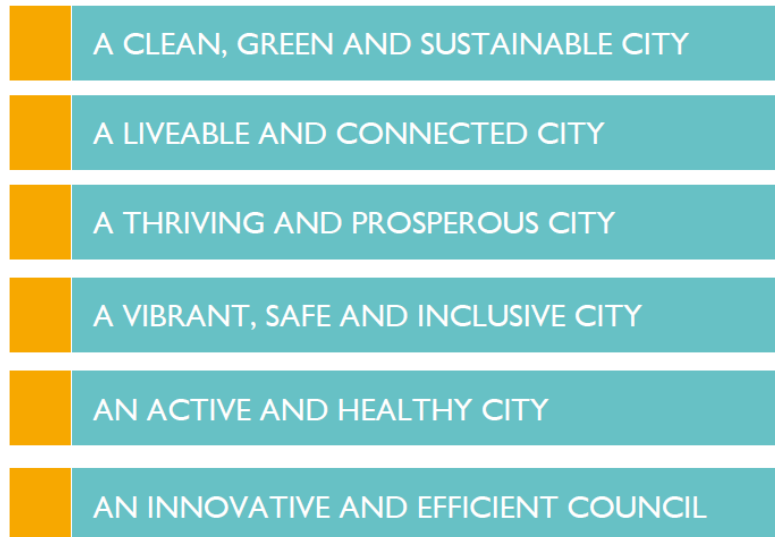 A CLEAN, GREEN AND SUSTAINABLE CITY
A LIVEABLE AND CONNECTED CITY
A THRIVING AND PROSPEROUS CITY
A VIBRANT, SAFE AND INCLUSIVE CITY
AN ACTIVE AND HEALTHY CITY
AN INNOVATIVE AND EFFICIENT COUNCIL